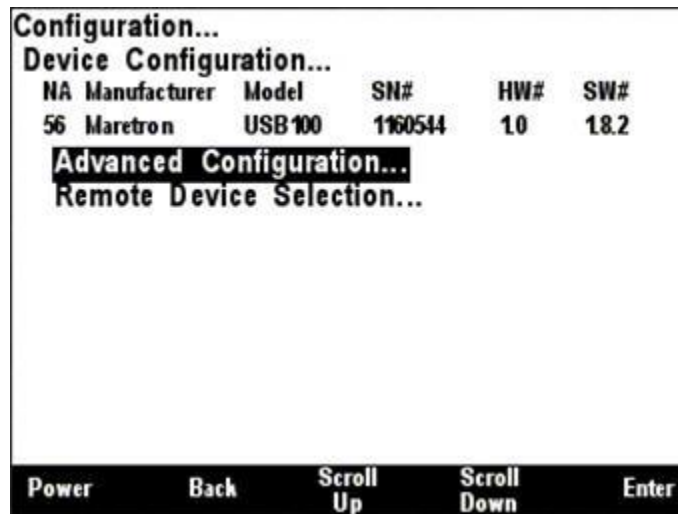 Configuration...
Device Configuration...
NA Manufacturer Model SN# HW# SW#
56 Maretron USB100 1160544 1.0 1.8.2
Advanced Configuration...
Remote Device Selection...
Power Back Scroll Up Scroll Down Enter